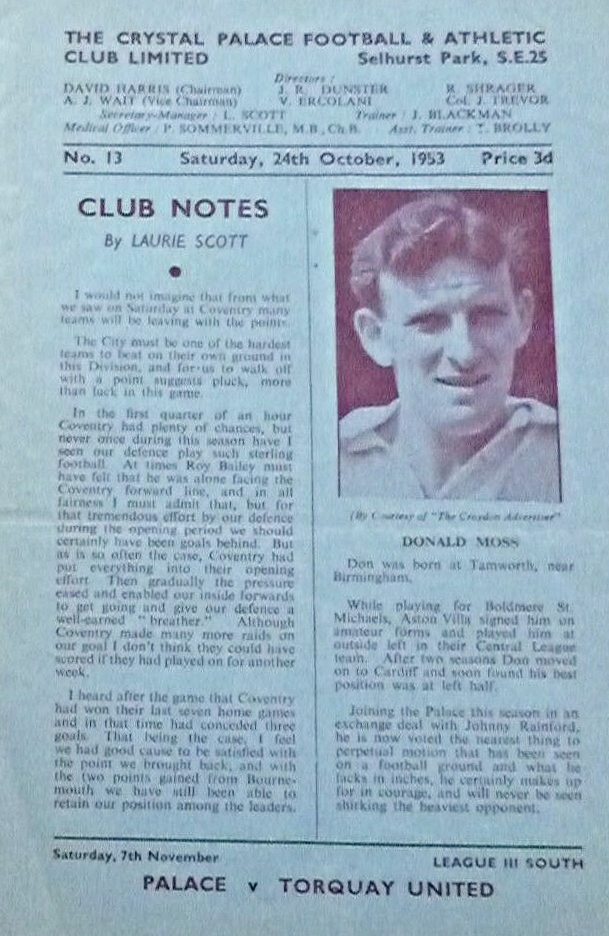 THE CRYSTAL PALACE FOOTBALL & ATHLETIC
CLUB LIMITED Selhurst Park, S.E.25
Directors :
DAVID HARRIS (Chairman) J. R. DUNSTER R. SHRAGER
A. J. WAIT (Vice Chairman) V. ERCOLANI Col. J. TREVOR
Secretary-Manager : L. SCOTT Trainer : J. BLACKMAN
Medical Officer : P. SOMMERVILLE, M.B., Ch.B. Asst. Trainer : T. BROLLY
No. 13 Saturday, 24th October, 1953 Price 3d
CLUB NOTES
By LAURIE SCOTT
I would not imagine that from what
we saw on Saturday at Coventry many
teams will be leaving with the points.
The City must be one of the hardest
teams to beat on their own ground in
this Division, and for us to walk off
with a point suggests pluck, more
than luck in this game.
In the first quarter of an hour
Coventry had plenty of chances, but
never once during this season have I
seen our defence play such sterling
football. At times Roy Bailey must
have felt that he was alone facing the
Coventry forward line, and in all
fairness I must admit that, but for
that tremendous effort by our defence
during the opening period we should
certainly have been goals behind. But
as is so often the case, Coventry had
put everything into their opening
effort. Then gradually the pressure
eased and enabled our inside forwards
to get going and give our defence a
well-earned "breather." Although
Coventry made many more raids on
our goal I don't think they could have
scored if they had played on for another
week.
I heard after the game that Coventry
had won their last seven home games
and in that time had conceded three
goals. That being the case, I feel
we had good cause to be satisfied with
the point we brought back, and with
the two points gained from Bourne-
mouth we have still been able to
retain our position among the leaders.
(By Courtesy of "The Croydon Advertiser"
DONALD MOSS
Don was born at Tamworth, near
Birmingham.
While playing for Boldmere St.
Michaels, Aston Villa signed him on
amateur forms and played him at
outside left in their Central League
team. After two seasons Don moved
on to Cardiff and soon found his best
position was at left half.
Joining the Palace this season in an
exchange deal with Johnny Rainford,
he is now voted the nearest thing to
perpetual motion that has been seen
on a football ground and what he
lacks in inches, he certainly makes up
for in courage, and will never be seen
shirking the heaviest opponent.
Saturday, 7th November LEAGUE III SOUTH
PALACE v TORQUAY UNITED